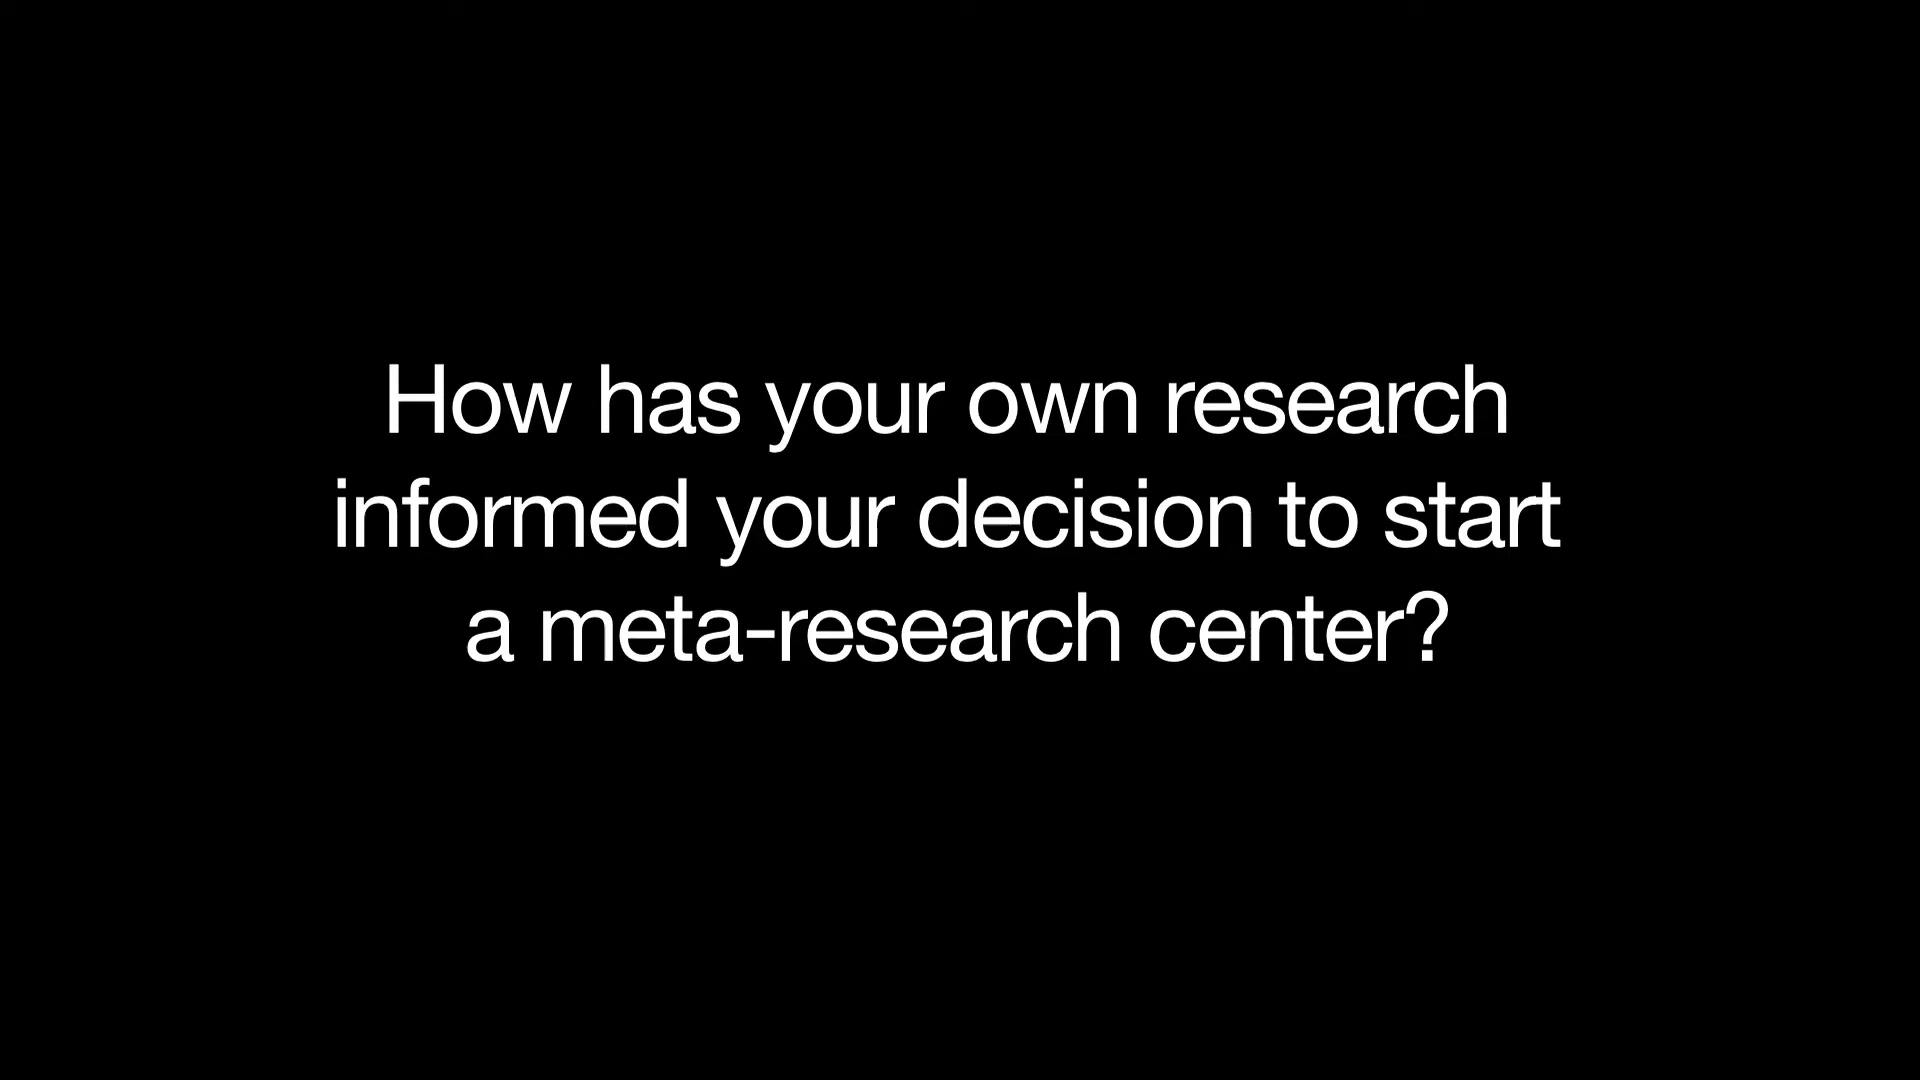 How has your own research
informed your decision to start
a meta-research center?